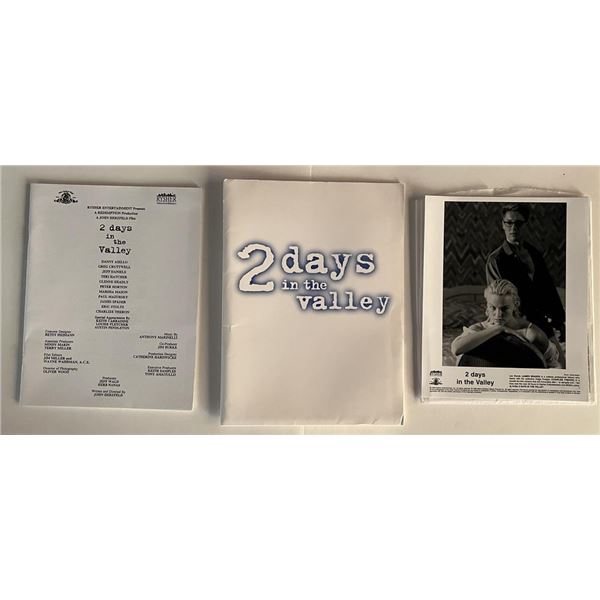 RYSHER
RYSHER ENTERTAINMENT Presents
A REDEMPTION Production
A JOHN HERZFELD Film
2 days
in
the
Valley
DANNY AIELLO
GREG CRUTTWELL
JEFF DANIELS
TERI HATCHER
GLENNE HEADLY
PETER HORTON
MARSHA MASON
PAUL MAZURSKY
JAMES SPADER
ERIC STOLTZ
CHARLIZE THERON
Special Appearance By
KEITH CARRADINE
LOUISE FLETCHER
AUSTIN PENDLETON
Costume Designer
BETSY HEIMANN
Associate Producers
MINDY MARIN
TERRY MILLER
Film Editors
JIM MILLER and
WAYNE WAHRMAN, A.C.E.
Director of Photography
OLIVER WOOD
Music By
ANTHONY MARINELLI
Co-Producer
JIM BURKE
Production Designer
CATHERINE HARDWICKE
Executive Producers
KEITH SAMPLES
TONY AMATULLO
Producers
JEFF WALD
HERB NANAS
Written and Directed By
JOHN HERZFELD
2 days
in the
valley
RYSHER
2 days
in the Valley